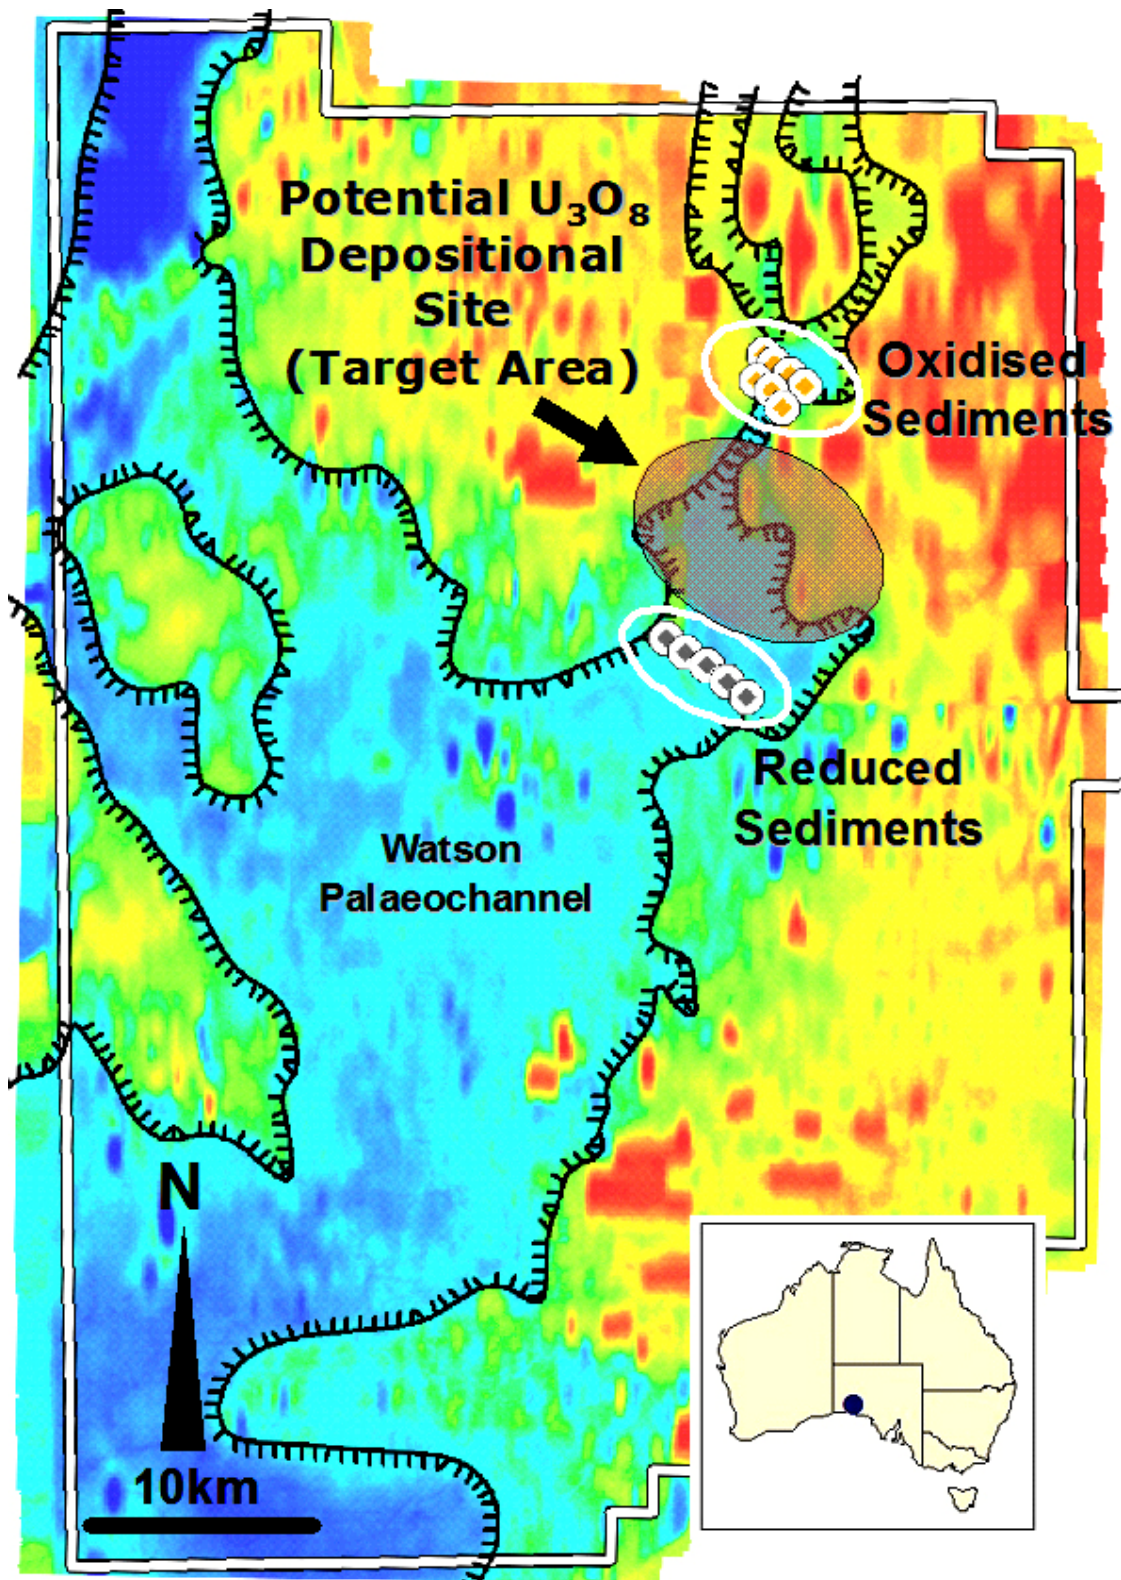 Potential U₃O₈
Depositional
Site
(Target Area)
Oxidised
Sediments
Reduced
Sediments
Watson
Palaeochannel
N
10km